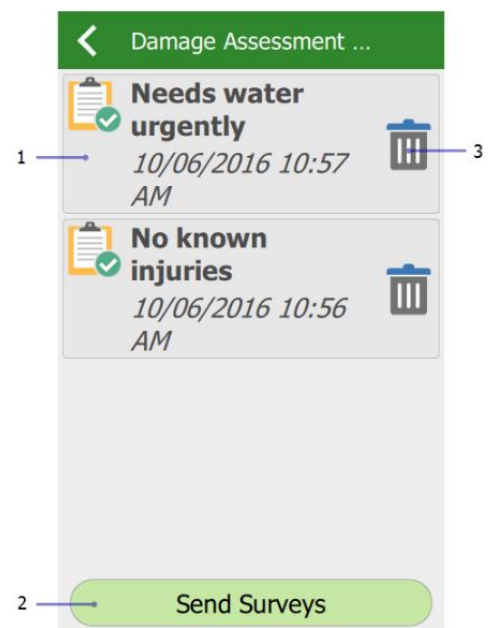 Damage Assessment ...
Needs water
urgently
10/06/2016 10:57
AM
1
3
No known
injuries
10/06/2016 10:56
AM
2
Send Surveys